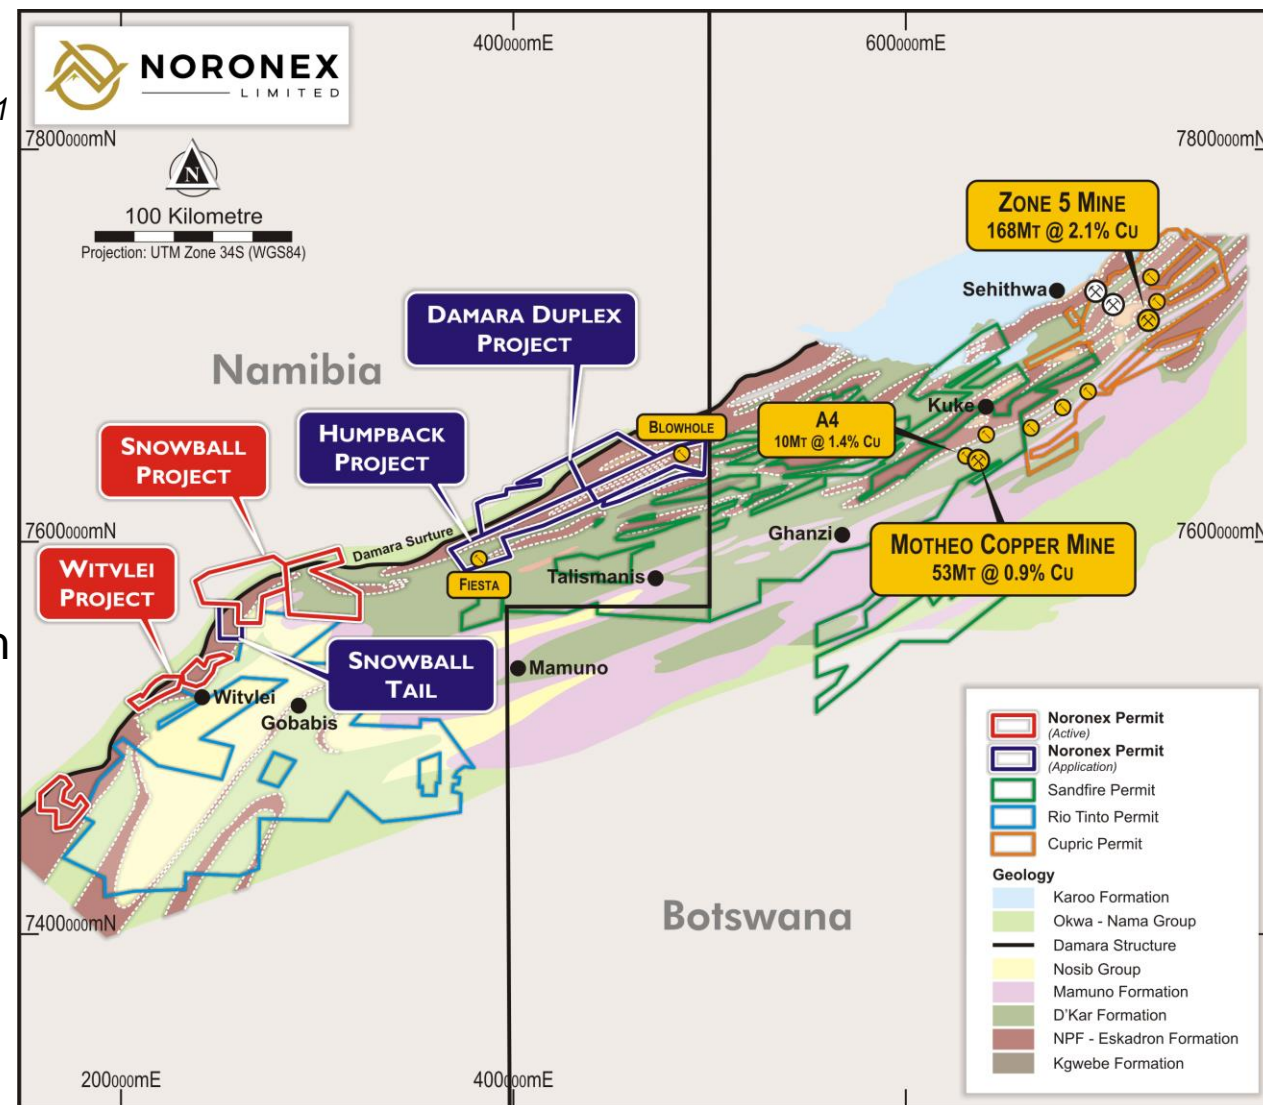 NORONEX
LIMITED
1
400000mE
600000mE
7800000mN
7800000mN
N
100 Kilometre
Projection: UTM Zone 34S (WGS84)
ZONE 5 MINE
168MT @ 2.1% CU
Sehithwa
DAMARA DUPLEX
PROJECT
Namibia
HUMPBACK
PROJECT
BLOWHOLE
A4
10MT @ 1.4% CU
Kuke
SNOWBALL
PROJECT
7600000mN
Damara Surture
Ghanzi
7600000mN
MOTHEO COPPER MINE
53MT @ 0.9% CU
WITVLEI
PROJECT
FIESTA
Talismanis
n
SNOWBALL
TAIL
Mamuno
Witvlei
Gobabis
Noronex Permit
(Active)
Noronex Permit
(Application)
Sandfire Permit
Rio Tinto Permit
Cupric Permit
Geology
Karoo Formation
Okwa - Nama Group
Damara Structure
Nosib Group
Mamuno Formation
D'Kar Formation
NPF - Eskadron Formation
Kgwebe Formation
Botswana
7400000mN
200000mE
400000mE